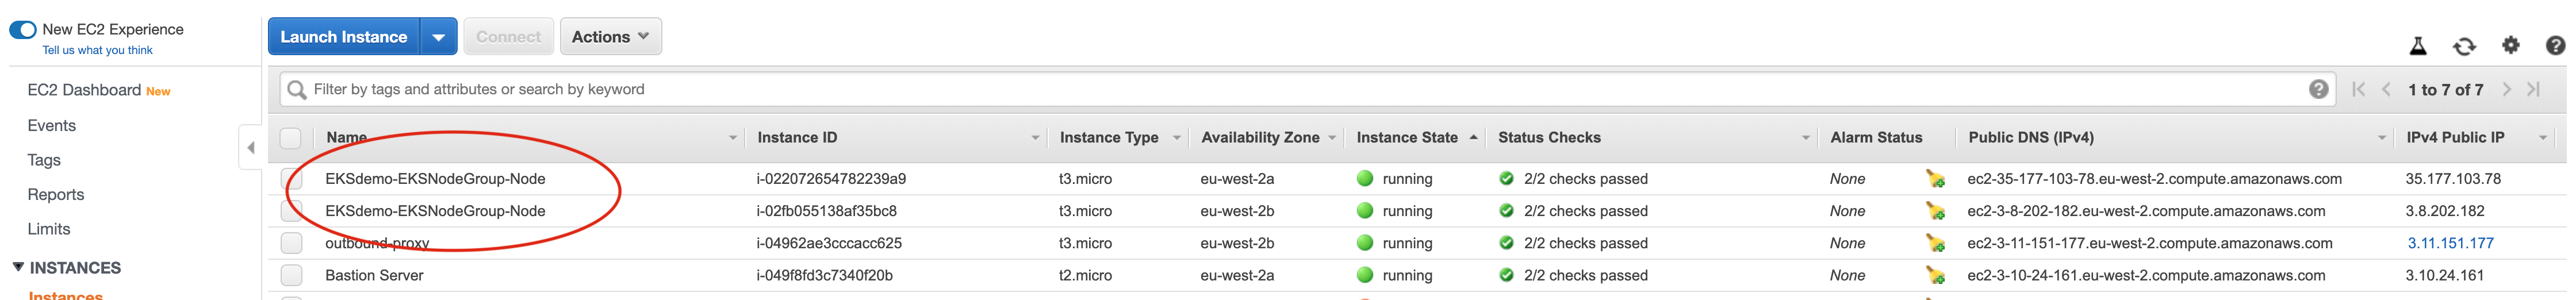 New EC2 Experience
Tell us what you think
EC2 Dashboard New
Events
Tags
Reports
Limits
INSTANCES
Instances
Launch Instance Connect Actions
Filter by tags and attributes or search by keyword 1 to 7 of 7
Name Instance ID Instance Type Availability Zone Instance State Status Checks Alarm Status Public DNS (IPv4) IPv4 Public IP
EKSdemo-EKSNodeGroup-Node i-022072654782239a9 t3.micro eu-west-2a running 2/2 checks passed None ec2-35-177-103-78.eu-west-2.compute.amazonaws.com 35.177.103.78
EKSdemo-EKSNodeGroup-Node i-02fb055138af35bc8 t3.micro eu-west-2b running 2/2 checks passed None ec2-3-8-202-182.eu-west-2.compute.amazonaws.com 3.8.202.182
outbound-proxy i-04962ae3cccacc625 t3.micro eu-west-2b running 2/2 checks passed None ec2-3-11-151-177.eu-west-2.compute.amazonaws.com 3.11.151.177
Bastion Server i-049f8fd3c7340f20b t2.micro eu-west-2a running 2/2 checks passed None ec2-3-10-24-161.eu-west-2.compute.amazonaws.com 3.10.24.161